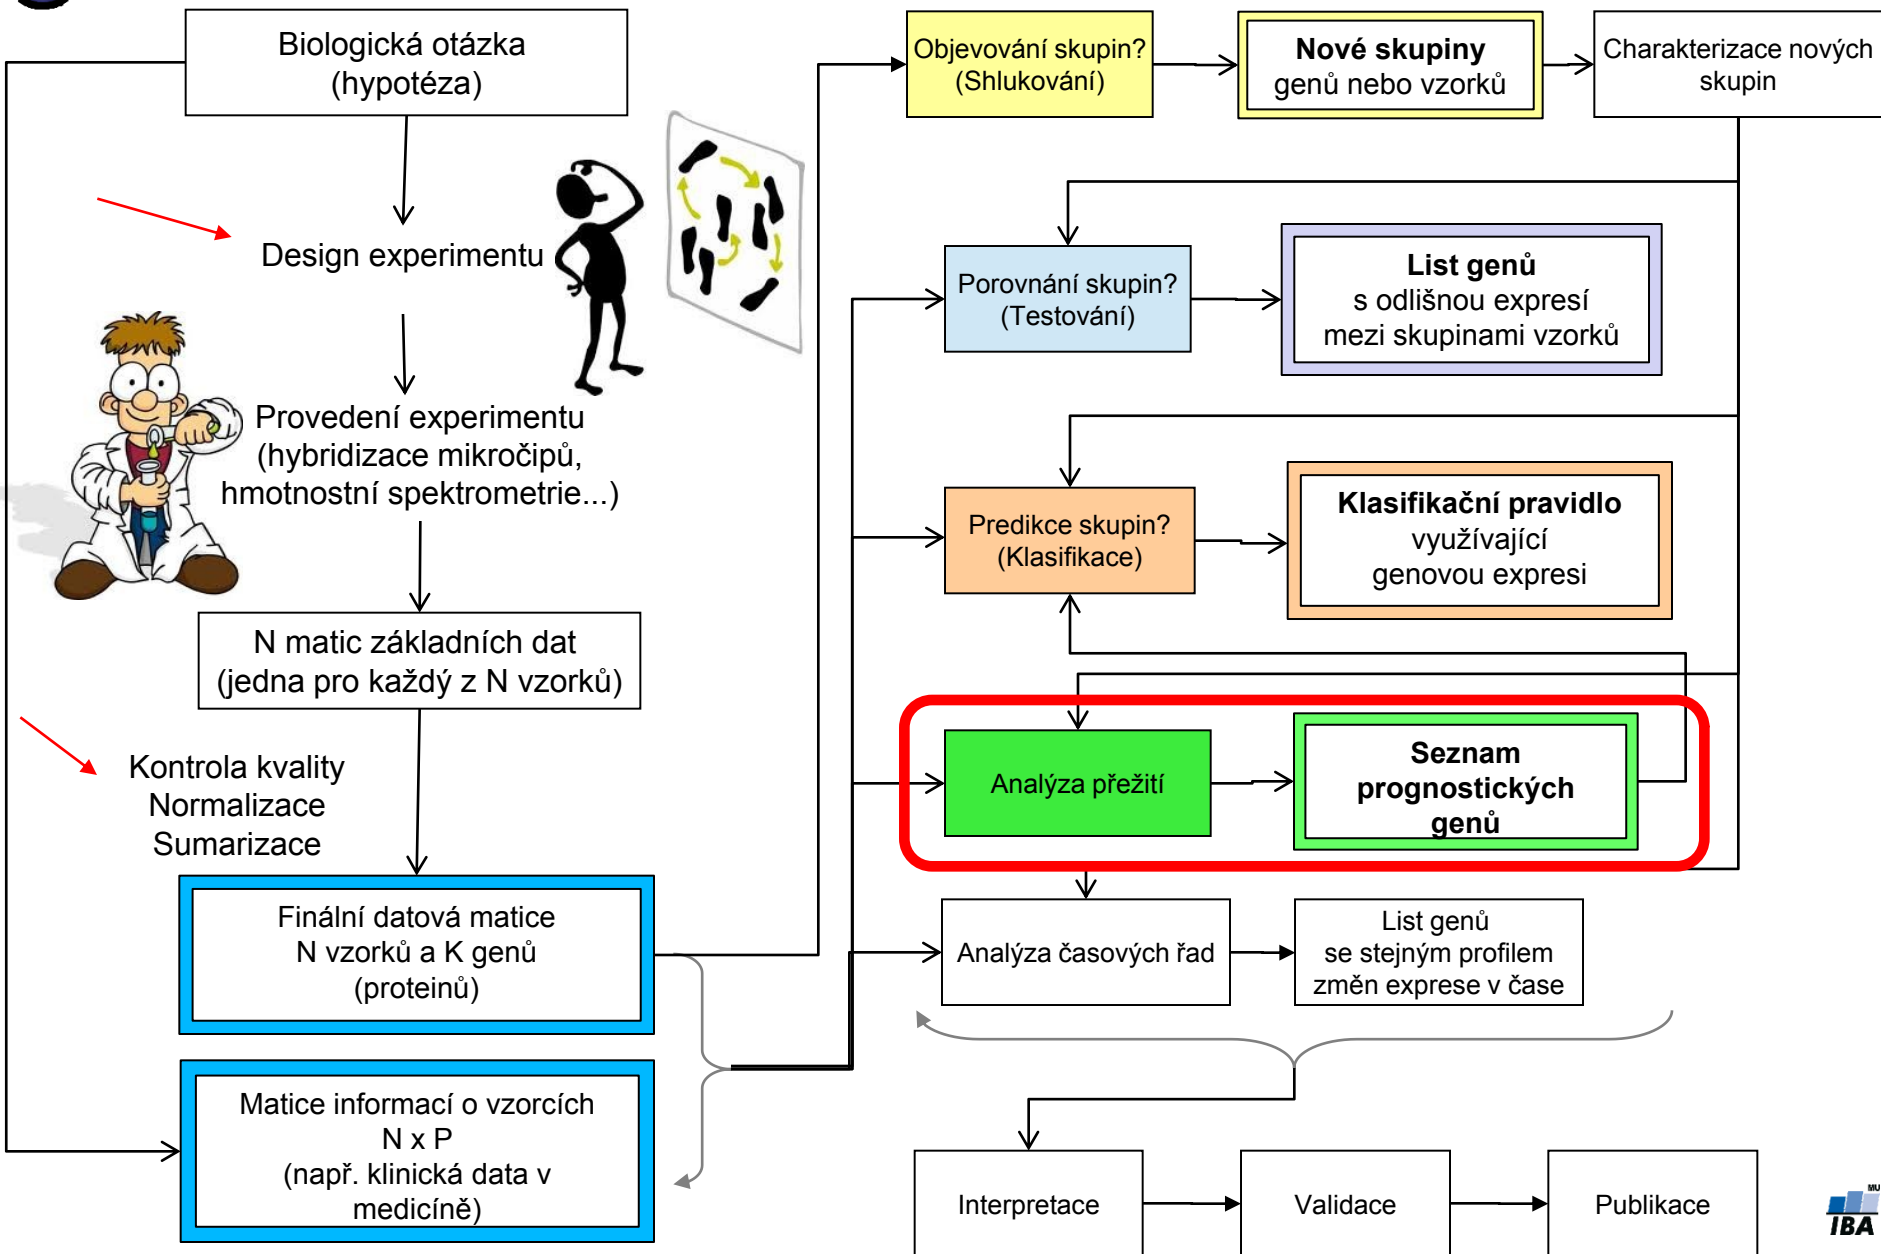 Biologická otázka
(hypotéza)
Design experimentu
Provedení experimentu
(hybridizace mikročipů,
hmotnostní spektrometrie...)
N matic základních dat
(jedna pro každý z N vzorků)
Kontrola kvality
Normalizace
Sumarizace
Finální datová matice
N vzorků a K genů
(proteinů)
Matice informací o vzorcích
N x P
(např. klinická data v
medicíně)
Objevování skupin?
(Shlukování)
Nové skupiny
genů nebo vzorků
Charakterizace nových
skupin
Porovnání skupin?
(Testování)
List genů
s odlišnou expresí
mezi skupinami vzorků
Predikce skupin?
(Klasifikace)
Klasifikační pravidlo
využívající
genovou expresi
Analýza přežití
Seznam
prognostických
genů
Analýza časových řad
List genů
se stejným profilem
změn exprese v čase
Interpretace
Validace
Publikace
MU
IBA